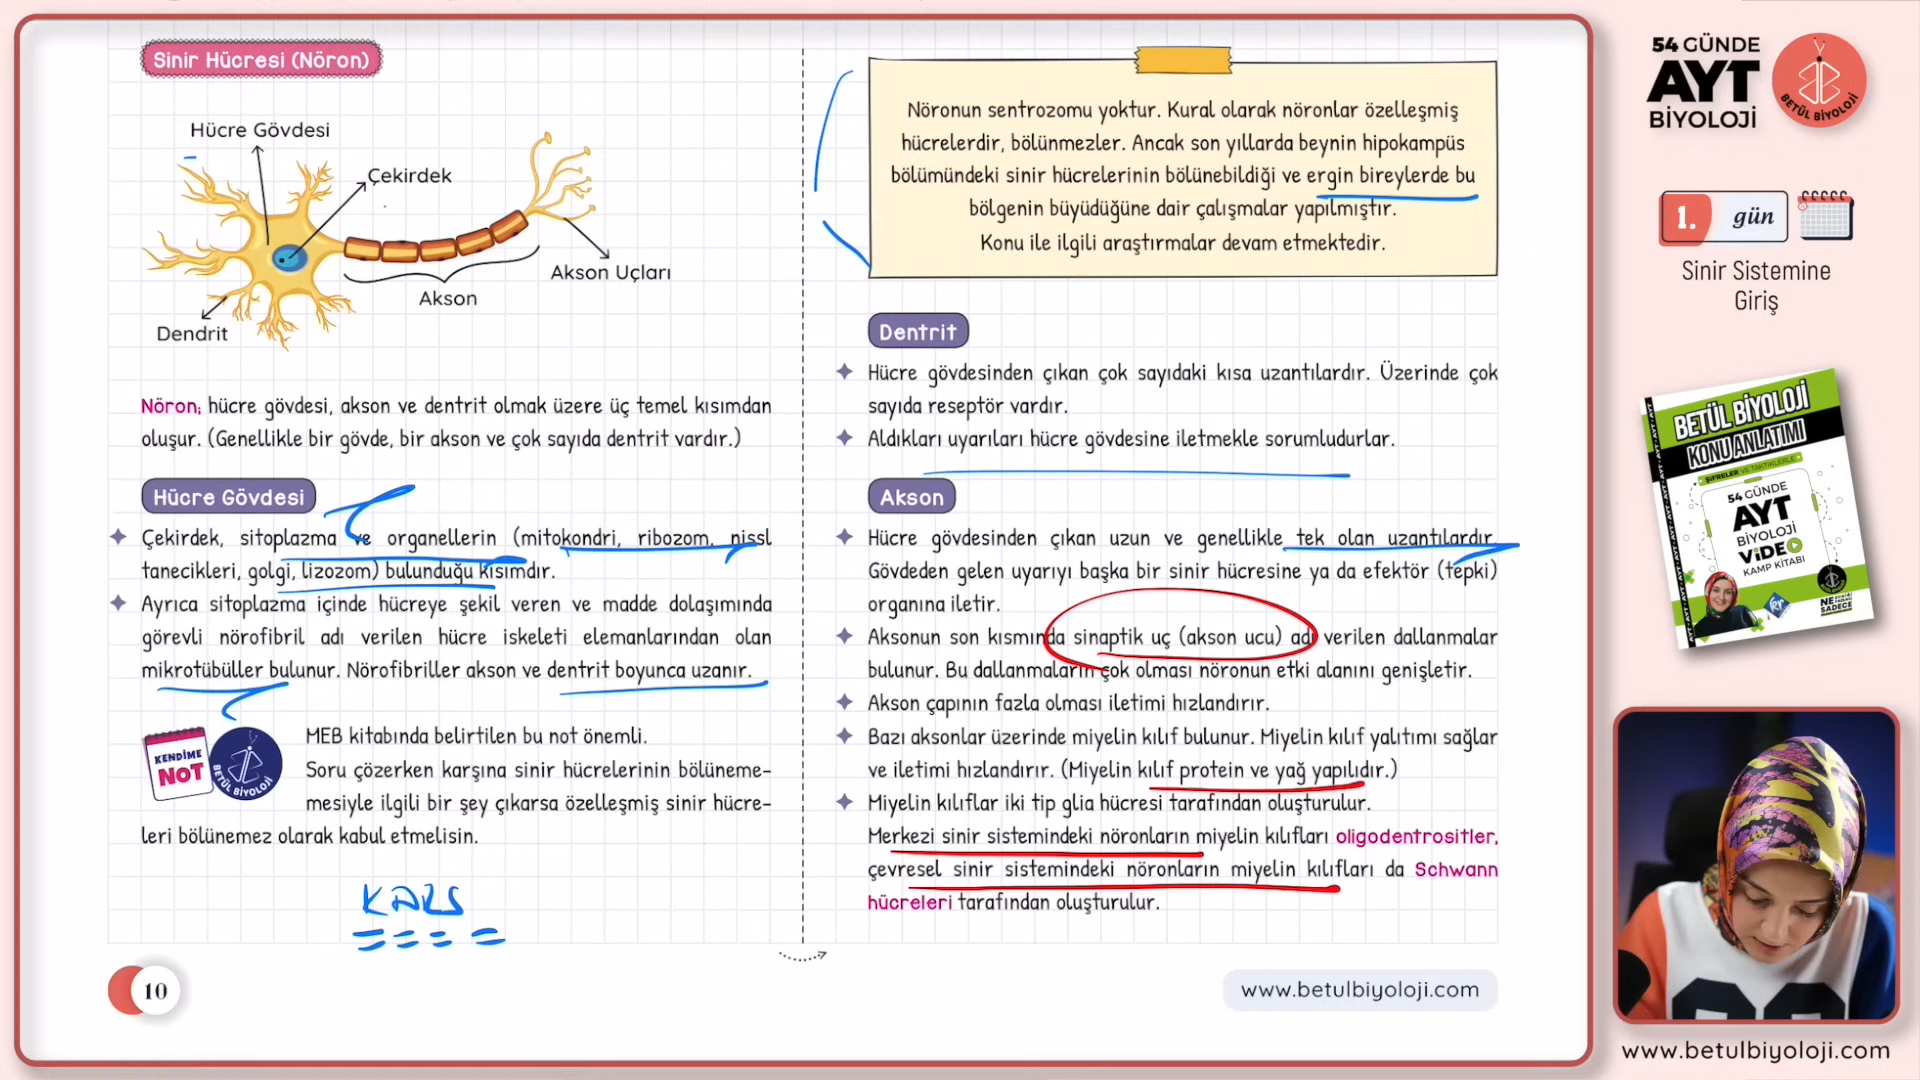 Sinir Hücresi (Nöron)
Hücre Gövdesi
Çekirdek
Akson Uçları
Akson
Dendrit
Nöron; hücre gövdesi, akson ve dentrit olmak üzere üç temel kısımdan
oluşur. (Genellikle bir gövde, bir akson ve çok sayıda dentrit vardır.)
Hücre Gövdesi
Çekirdek, sitoplazma ve organellerin (mitokondri, ribozom, nissl
tanecikleri, golgi, lizozom) bulunduğu kısımdır.
Ayrıca sitoplazma içinde hücreye şekil veren ve madde dolaşımında
görevli nörofibril adı verilen hücre iskeleti elemanlarından olan
mikrotübüller bulunur. Nörofibriller akson ve dentrit boyunca uzanır.
KENDİME
NOT
BETÜL BİYOLOJİ
MEB kitabında belirtilen bu not önemli.
Soru çözerken karşına sinir hücrelerinin bölüneme-
mesiyle ilgili bir şey çıkarsa özelleşmiş sinir hücre-
leri bölünemez olarak kabul etmelisin.
KARS
10
Nöronun sentrozomu yoktur. Kural olarak nöronlar özelleşmiş
hücrelerdir, bölünmezler. Ancak son yıllarda beynin hipokampüs
bölümündeki sinir hücrelerinin bölünebildiği ve ergin bireylerde bu
bölgenin büyüdüğüne dair çalışmalar yapılmıştır.
Konu ile ilgili araştırmalar devam etmektedir.
Dentrit
Hücre gövdesinden çıkan çok sayıdaki kısa uzantılardır. Üzerinde çok
sayıda reseptör vardır.
Aldıkları uyarıları hücre gövdesine iletmekle sorumludurlar.
Akson
Hücre gövdesinden çıkan uzun ve genellikle tek olan uzantılardır.
Gövdeden gelen uyarıyı başka bir sinir hücresine ya da efektör (tepki)
organına iletir.
Aksonun son kısmında sinaptik uç (akson ucu) adı verilen dallanmalar
bulunur. Bu dallanmaların çok olması nöronun etki alanını genişletir.
Akson çapının fazla olması iletimi hızlandırır.
Bazı aksonlar üzerinde miyelin kılıf bulunur. Miyelin kılıf yalıtımı sağlar
ve iletimi hızlandırır. (Miyelin kılıf protein ve yağ yapılıdır.)
Miyelin kılıflar iki tip glia hücresi tarafından oluşturulur.
Merkezi sinir sistemindeki nöronların miyelin kılıfları oligodentrositler,
çevresel sinir sistemindeki nöronların miyelin kılıfları da Schwann
hücreleri tarafından oluşturulur.
www.betulbiyoloji.com
54 GÜNDE
AYT
BİYOLOJİ
BETÜL BİYOLOJİ
1. gün
Sinir Sistemine
Giriş
BETÜL BİYOLOJİ
KONU ANLATIMI
ŞİFRELER VE TAKTİKLERLE
54 GÜNDE
AYT
BİYOLOJİ
VİDEO
KAMP KİTABI
www.betulbiyoloji.com